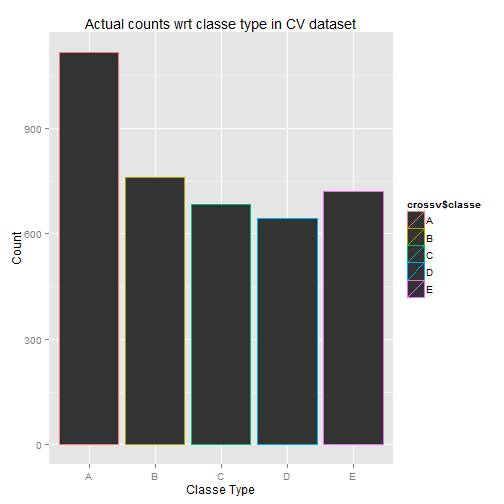 Actual counts wrt classe type in CV dataset
Count
900
600
300
0
A B C D E
Classe Type
crossv$classe
A
B
C
D
E